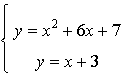 y = x² + 6x + 7
y = x + 3